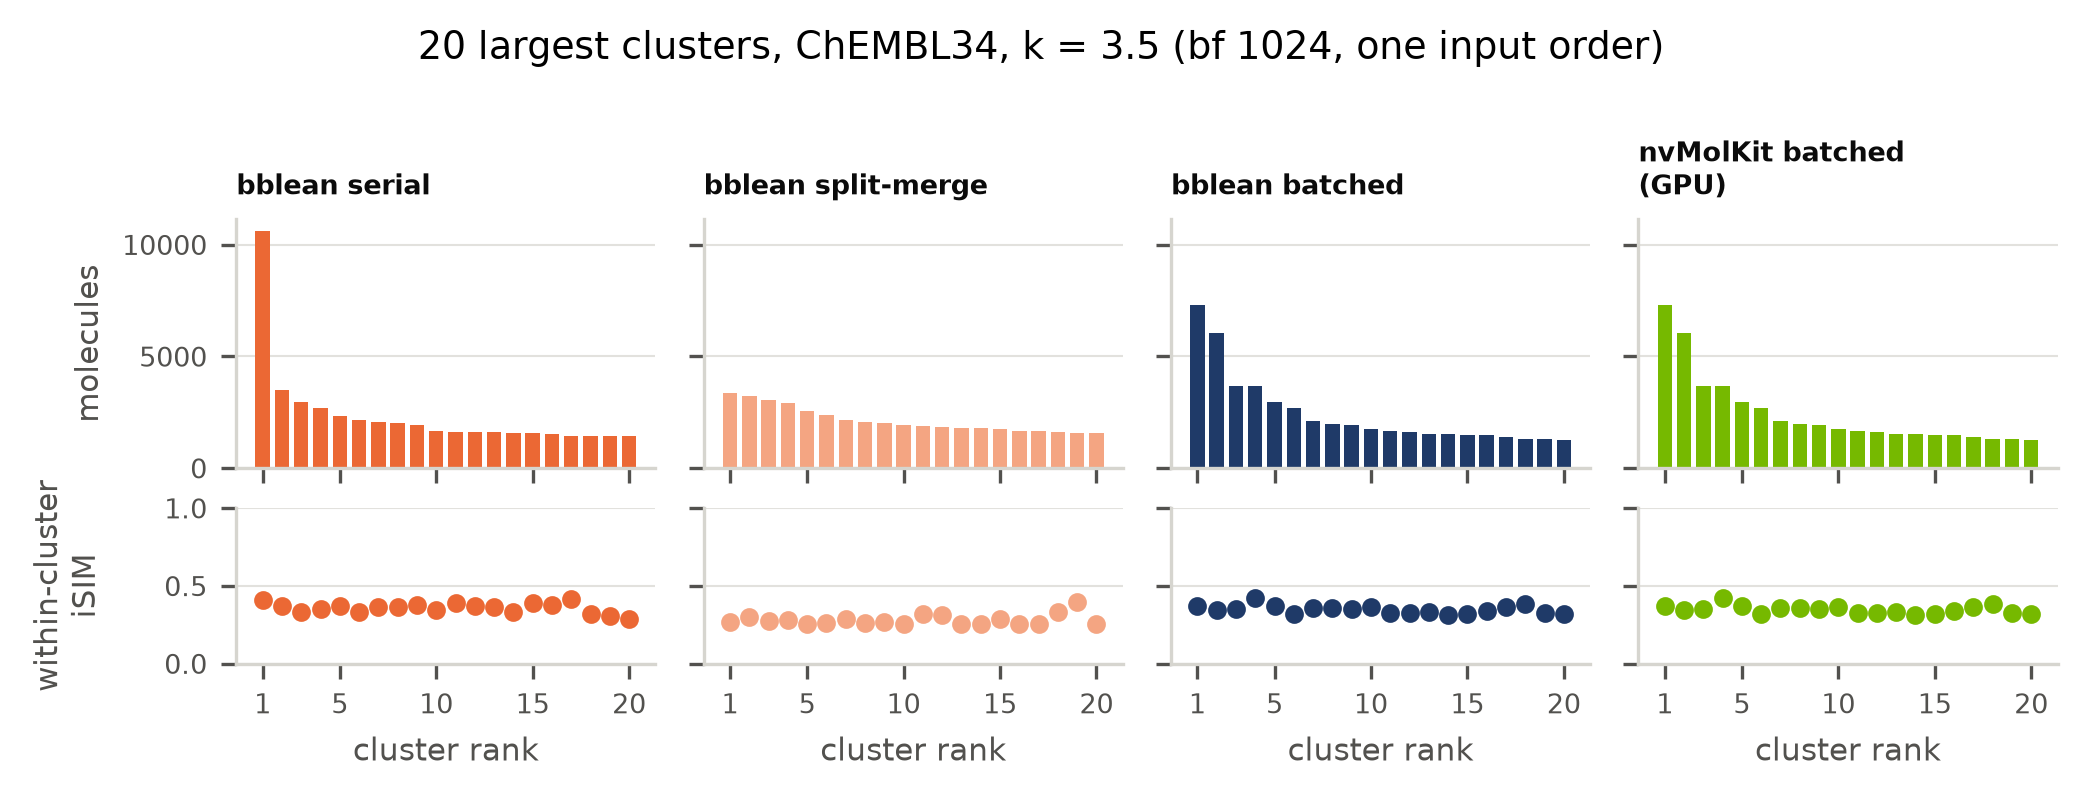 20 largest clusters, ChEMBL34, k = 3.5 (bf 1024, one input order)
bblean serial
bblean split-merge
bblean batched
nvMolKit batched
(GPU)
molecules
10000
5000
0
within-cluster
iSIM
1.0
0.5
0.0
1 5 10 15 20
1 5 10 15 20
1 5 10 15 20
1 5 10 15 20
cluster rank
cluster rank
cluster rank
cluster rank